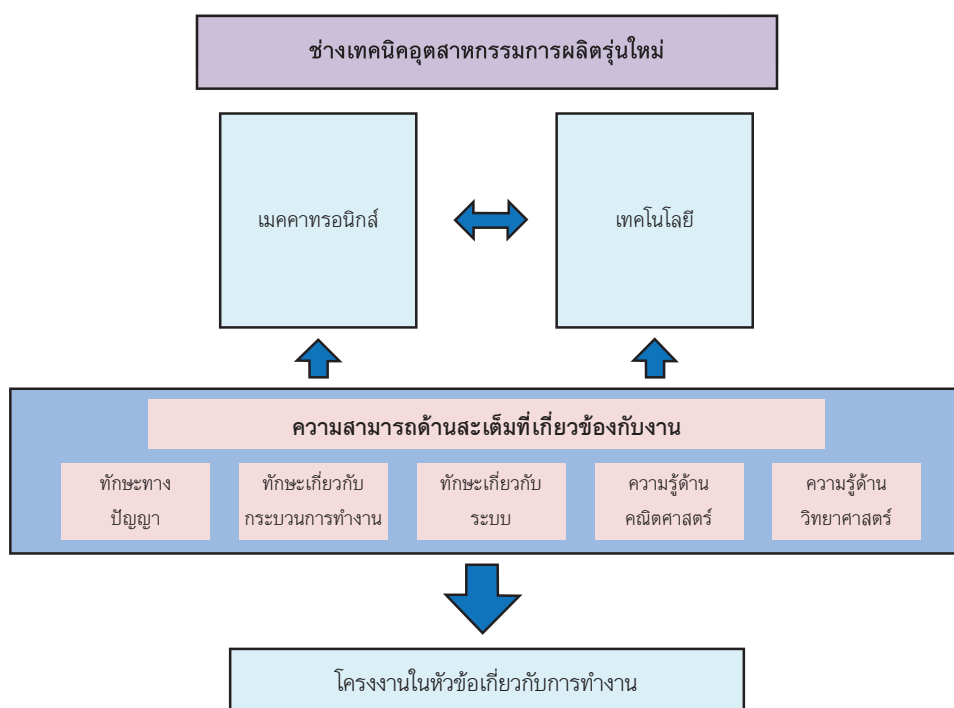 ช่างเทคนิคอุตสาหกรรมการผลิตรุ่นใหม่
เมคคาทรอนิกส์
เทคโนโลยี
ความสามารถด้านสะเต็มที่เกี่ยวข้องกับงาน
ทักษะทาง
ปัญญา
ทักษะเกี่ยวกับ
กระบวนการทำงาน
ทักษะเกี่ยวกับ
ระบบ
ความรู้ด้าน
คณิตศาสตร์
ความรู้ด้าน
วิทยาศาสตร์
โครงงานในหัวข้อเกี่ยวกับการทำงาน